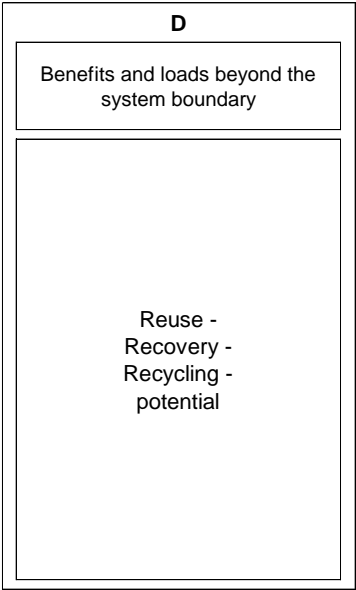 D
Benefits and loads beyond the
system boundary
Reuse -
Recovery -
Recycling -
potential